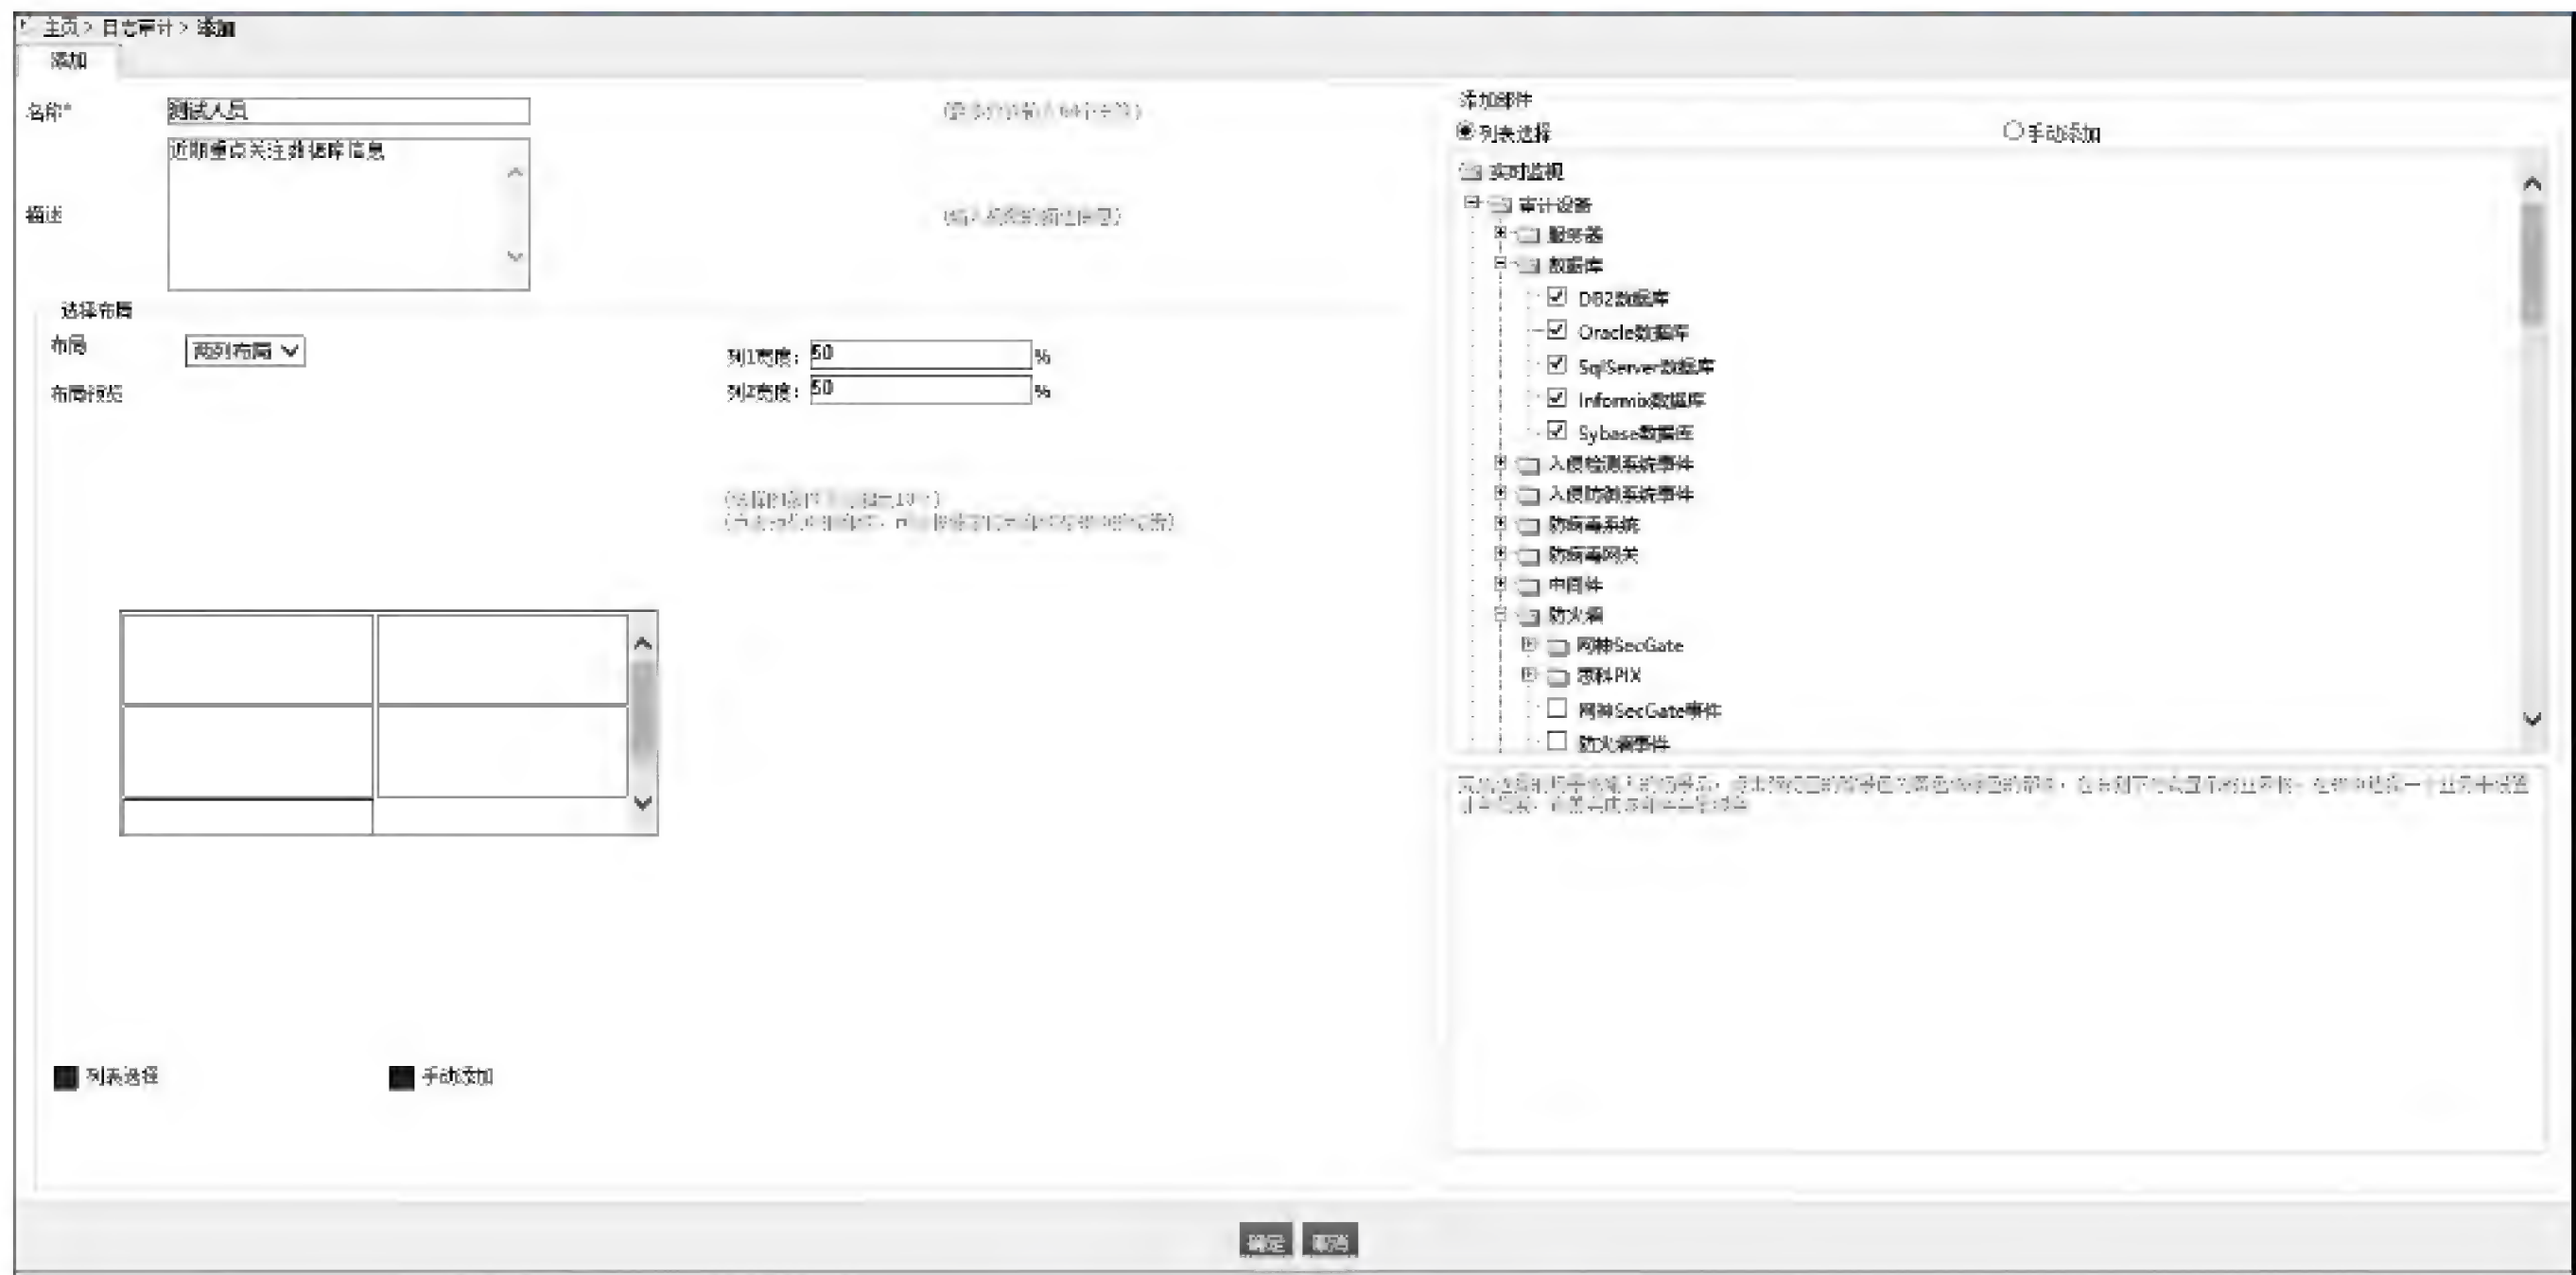 主页 > 日志审计 > 添加
添加
名称*
测试人员
描述
近期重点关注数据库信息
选择布局
布局
两列布局
列1宽度：
50
%
列2宽度：
50
%
布局预览
列表选择
手动添加
添加部件
列表选择
手动添加
实时监视
审计设备
服务器
数据库
DB2数据库
Oracle数据库
SqlServer数据库
Informix数据库
Sybase数据库
入侵检测系统事件
入侵防御系统事件
防病毒系统
防病毒网关
中间件
防火墙
网神SecGate
思科PIX
网神SecGate事件
防火墙事件
确定
取消